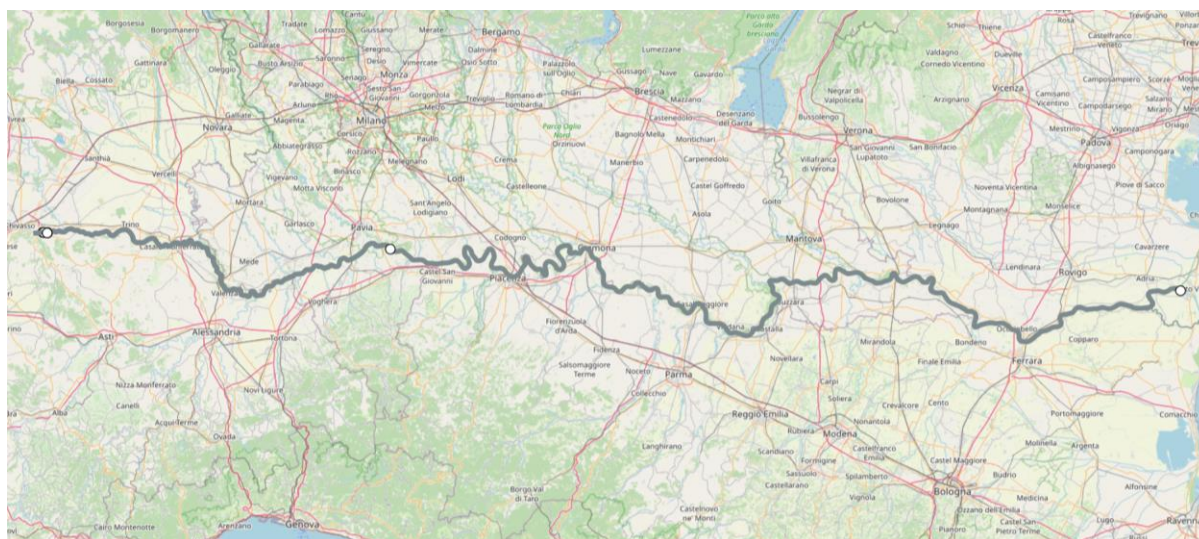 Borgosesia
Borgomanero
Tradate
Cantu
Giussano
Merate
Bergamo
Lumezzane
Parco Alto
Garda
Bresciano
Schio
Thiene
Castelfranco
Veneto
Treviso
Gattinara
Gallarate
Lomazzo
Seregno
Desio
Vimercate
Dalmine
Osio Sotto
Palazzolo
sull'Oglio
Gussago
Nave
Gavardo
Valdagno
Cornedo Vicentino
Dueville
Biella
Cossato
Oleggio
Busto Arsizio
Saronno
Monza
Parabiago
Senago
Sesto San
Giovanni
Gorgonzola
Treviglio
Romano di
Lombardia
Chiari
Brescia
Mazzano
Negrar di
Valpolicella
Arzignano
Vicenza
Camposampiero
Camisano
Vicentino
Campodarsego
Scorzè
Martellago
Novara
Galliate
Magenta
Arluno
Rho
Milano
Melzo
Castenedolo
Desenzano
del Garda
Bussolengo
Verona
Mestrino
Vigonza
Padova
Abbiategrasso
Corsico
Rozzano
Paullo
Parco Oglio
Nord
Orzinuovi
Bagnolo Mella
Montichiari
San Giovanni
Lupatoto
San Bonifacio
Albignasego
Camponogara
Santhià
Vercelli
Vigevano
Binasco
Melegnano
Crema
Manerbio
Carpenedolo
Villafranca
di Verona
Noventa Vicentina
Piove di Sacco
Motta Visconti
Lodi
Castelleone
Castel Goffredo
Monselice
Mortara
Garlasco
Sant'Angelo
Lodigiano
Asola
Goito
Bovolone
Montagnana
Chivasso
Trino
Pavia
Codogno
Cremona
Mantova
Legnago
Cavarzere
Casale Monferrato
Mede
Castel San
Giovanni
Piacenza
Lendinara
Rovigo
Adria
Valenza
Voghera
Casalmaggiore
Suzzara
Asti
Alessandria
Tortona
Fiorenzuola
d'Arda
Guastalla
Mirandola
Bondeno
Occhiobello
Copparo
Fidenza
Novellara
Finale Emilia
Ferrara
Nizza Monferrato
Salsomaggiore
Terme
Noceto
Parma
Carpi
Cento
Canelli
Novi Ligure
Collecchio
Soliera
Crevalcore
Portomaggiore
Comacchio
Alba
Acqui Terme
Reggio Emilia
Rubiera
Nonantola
Modena
Ovada
Langhirano
Scandiano
Formigine
Castelfranco
Emilia
Castel Maggiore
Molinella
Argenta
Sassuolo
Spilamberto
Budrio
Castellarano
Bologna
Alfonsine
Borgo Val
di Taro
Castelnovo
ne' Monti
Vignola
Medicina
Cairo Montenotte
Arenzano
Genova
Ozzano dell'Emilia
Castel San
Pietro Terme
Pianoro
Lugo
Ravenna